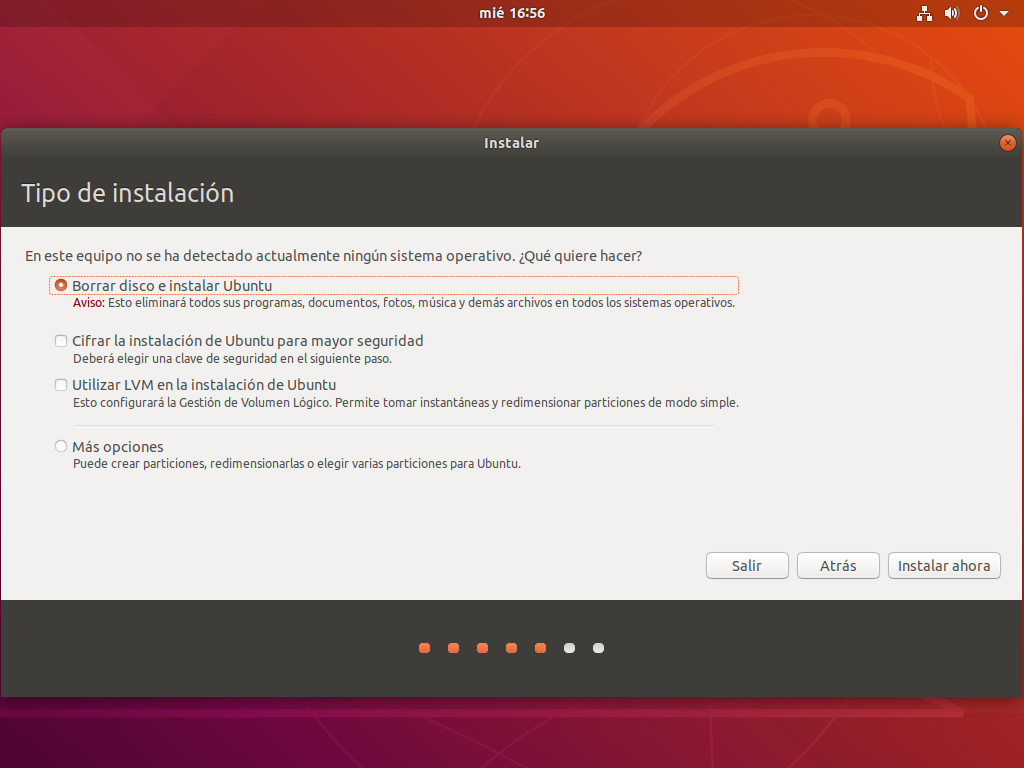 mié 16:56
Instalar
Tipo de instalación
En este equipo no se ha detectado actualmente ningún sistema operativo. ¿Qué quiere hacer?
Borrar disco e instalar Ubuntu
Aviso: Esto eliminará todos sus programas, documentos, fotos, música y demás archivos en todos los sistemas operativos.
Cifrar la instalación de Ubuntu para mayor seguridad
Deberá elegir una clave de seguridad en el siguiente paso.
Utilizar LVM en la instalación de Ubuntu
Esto configurará la Gestión de Volumen Lógico. Permite tomar instantáneas y redimensionar particiones de modo simple.
Más opciones
Puede crear particiones, redimensionarlas o elegir varias particiones para Ubuntu.
Salir Atrás Instalar ahora